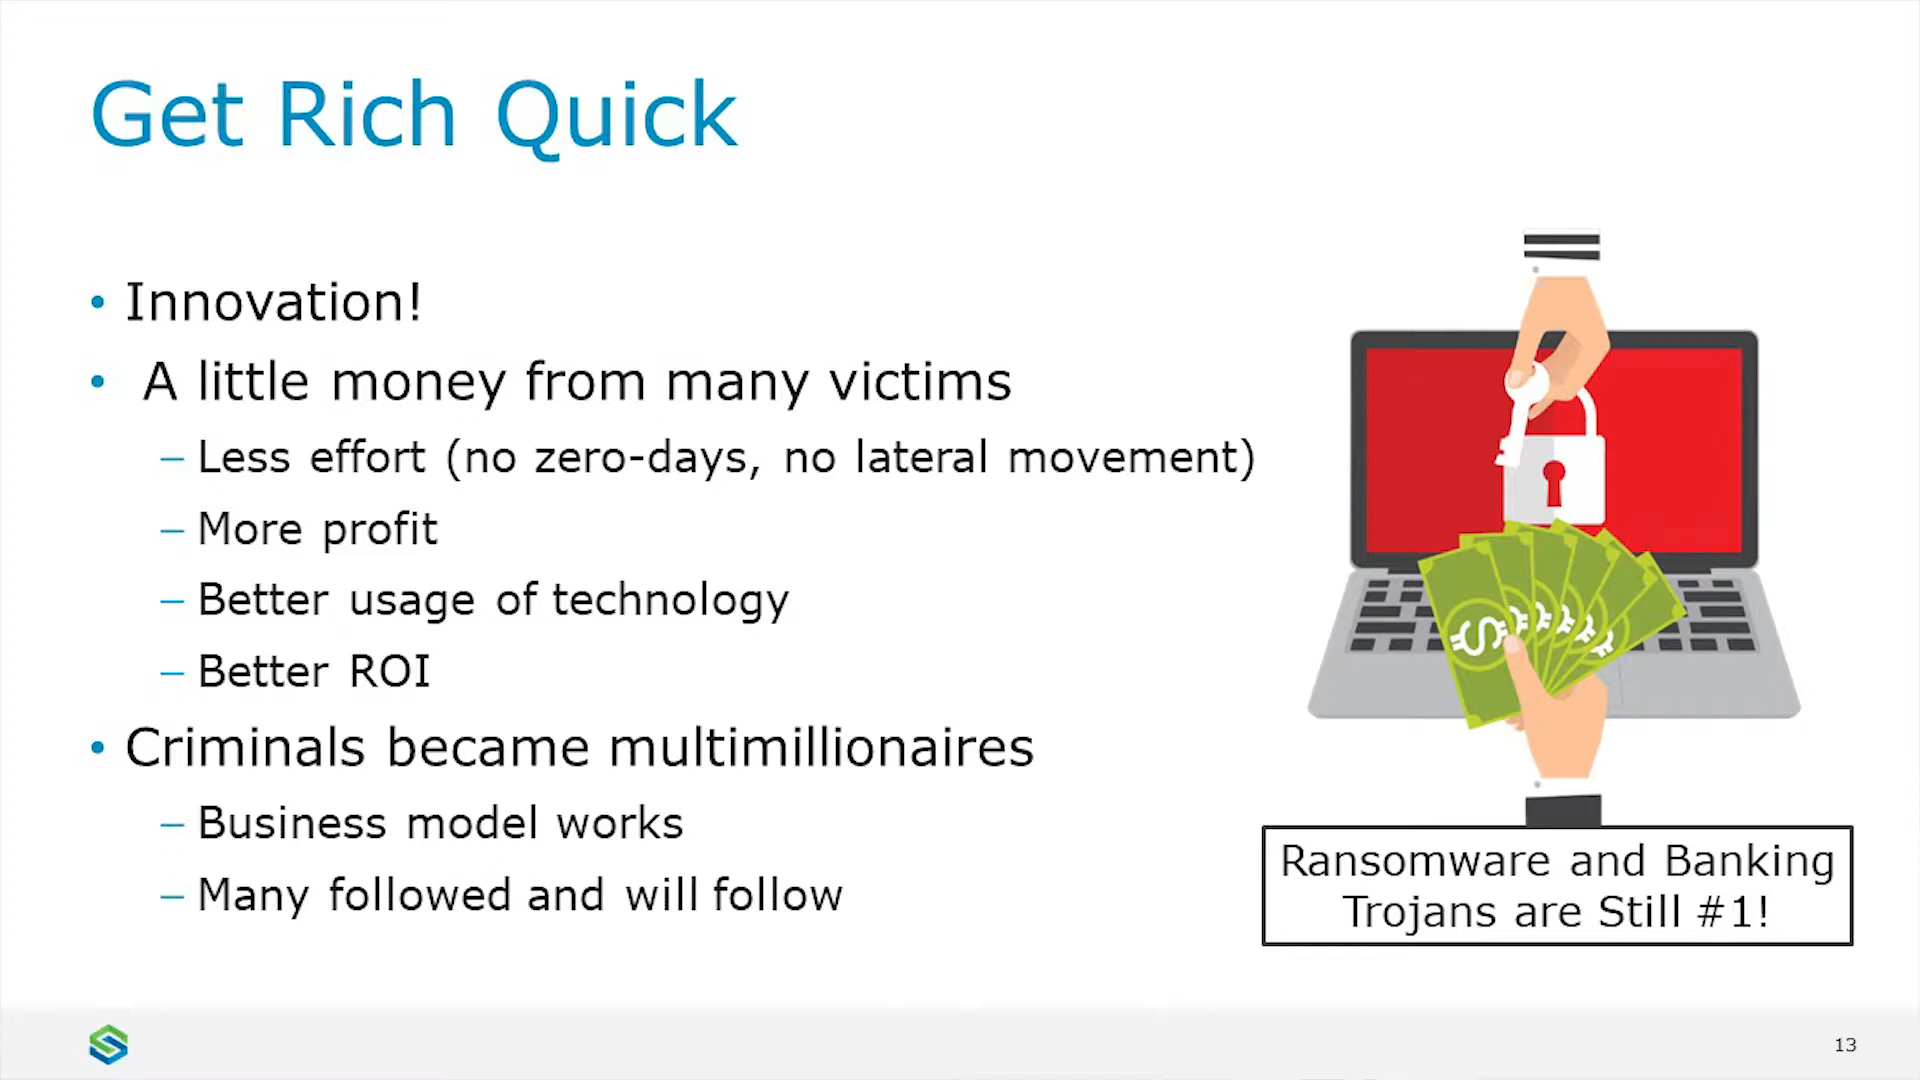 Get Rich Quick
• Innovation!
• A little money from many victims
– Less effort (no zero-days, no lateral movement)
– More profit
– Better usage of technology
– Better ROI
• Criminals became multimillionaires
– Business model works
– Many followed and will follow
$
Ransomware and Banking
Trojans are Still #1!
13